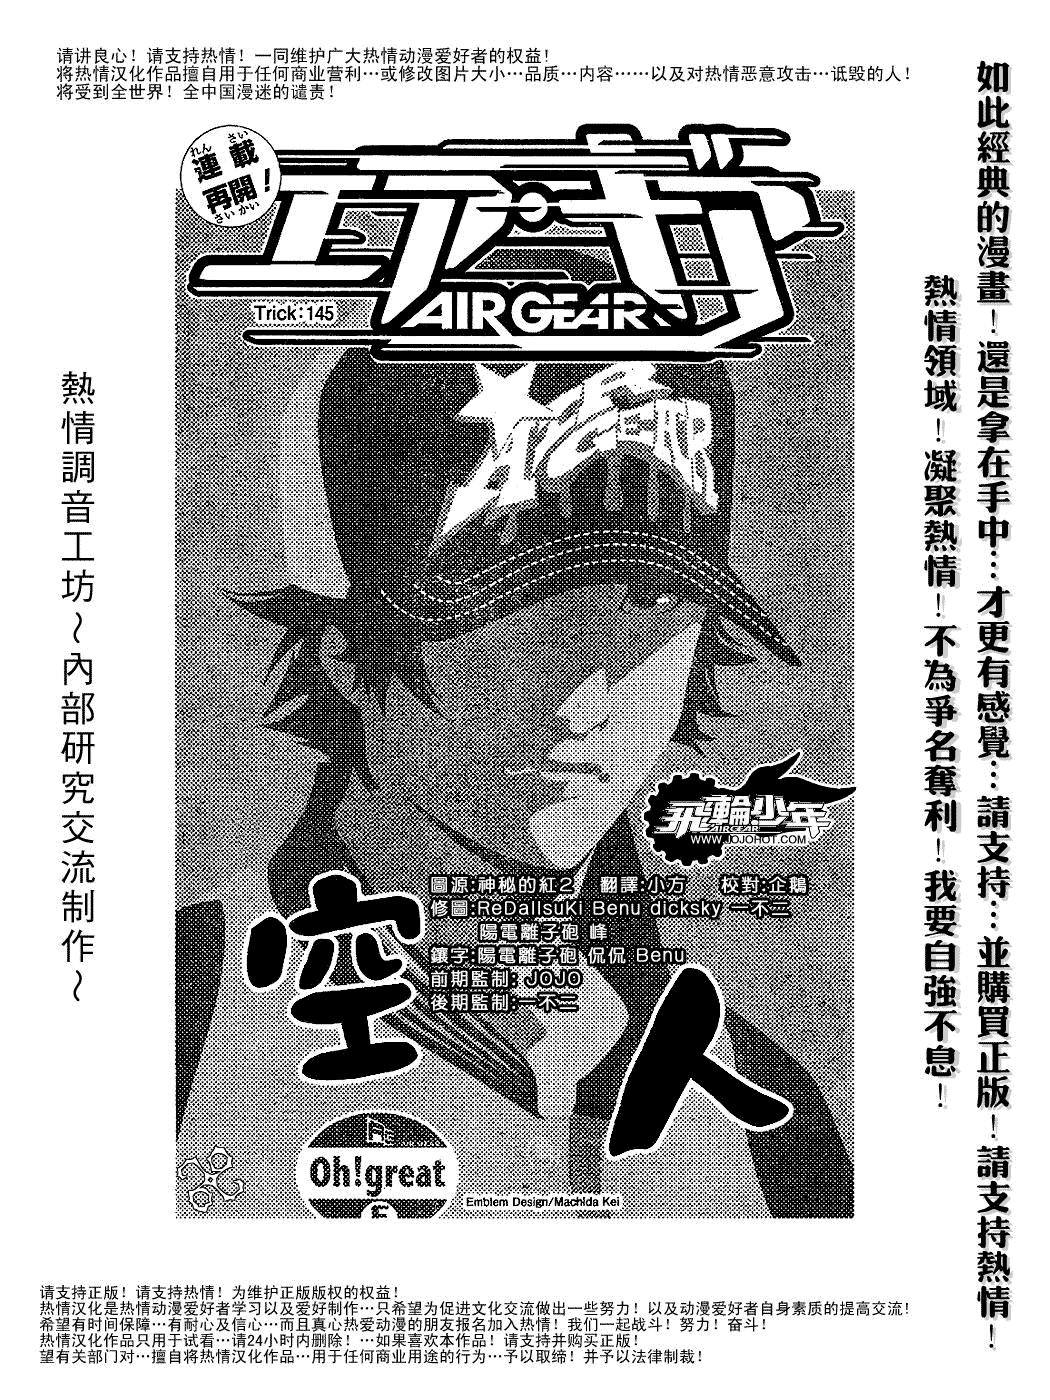 请讲良心！请支持热情！一同维护广大热情动漫爱好者的权益！
将热情汉化作品擅自用于任何商业营利…或修改图片大小…品质…内容……以及对热情恶意攻击…诋毁的人！
将受到全世界！全中国漫迷的谴责！
如此經典的漫畫！還是拿在手中…才更有感覺…請支持…並購買正版！請支持熱情！
熱情領域！凝聚熱情！不為爭名奪利！我要自強不息！
れん さい
連載
再開！
さいかい
エア・ギア
AIR GEAR
Trick:145
AIR GEAR
熱情調音工坊～內部研究交流制作～
飛輪少年
AIR GEAR
WWW.JOJOHOT.COM
圖源:神秘的紅2 翻譯:小方 校對:企鵝
修圖:ReDallsuKi Benu dicksky 一不二
陽電離子砲 峰
鑲字:陽電離子砲 侃侃 Benu
前期監制: JOJO
後期監制:一不二
空人
Oh!great
Emblem Design/Machida Kei
请支持正版！请支持热情！为维护正版版权的权益！
热情汉化是热情动漫爱好者学习以及爱好制作…只希望为促进文化交流做出一些努力！以及动漫爱好者自身素质的提高交流！
希望有时间保障…有耐心及信心…而且真心热爱动漫的朋友报名加入热情！我们一起战斗！努力！奋斗！
热情汉化作品只用于试看…请24小时内删除！…如果喜欢本作品！请支持并购买正版！
望有关部门对…擅自将热情汉化作品…用于任何商业用途的行为…予以取缔！并予以法律制裁！